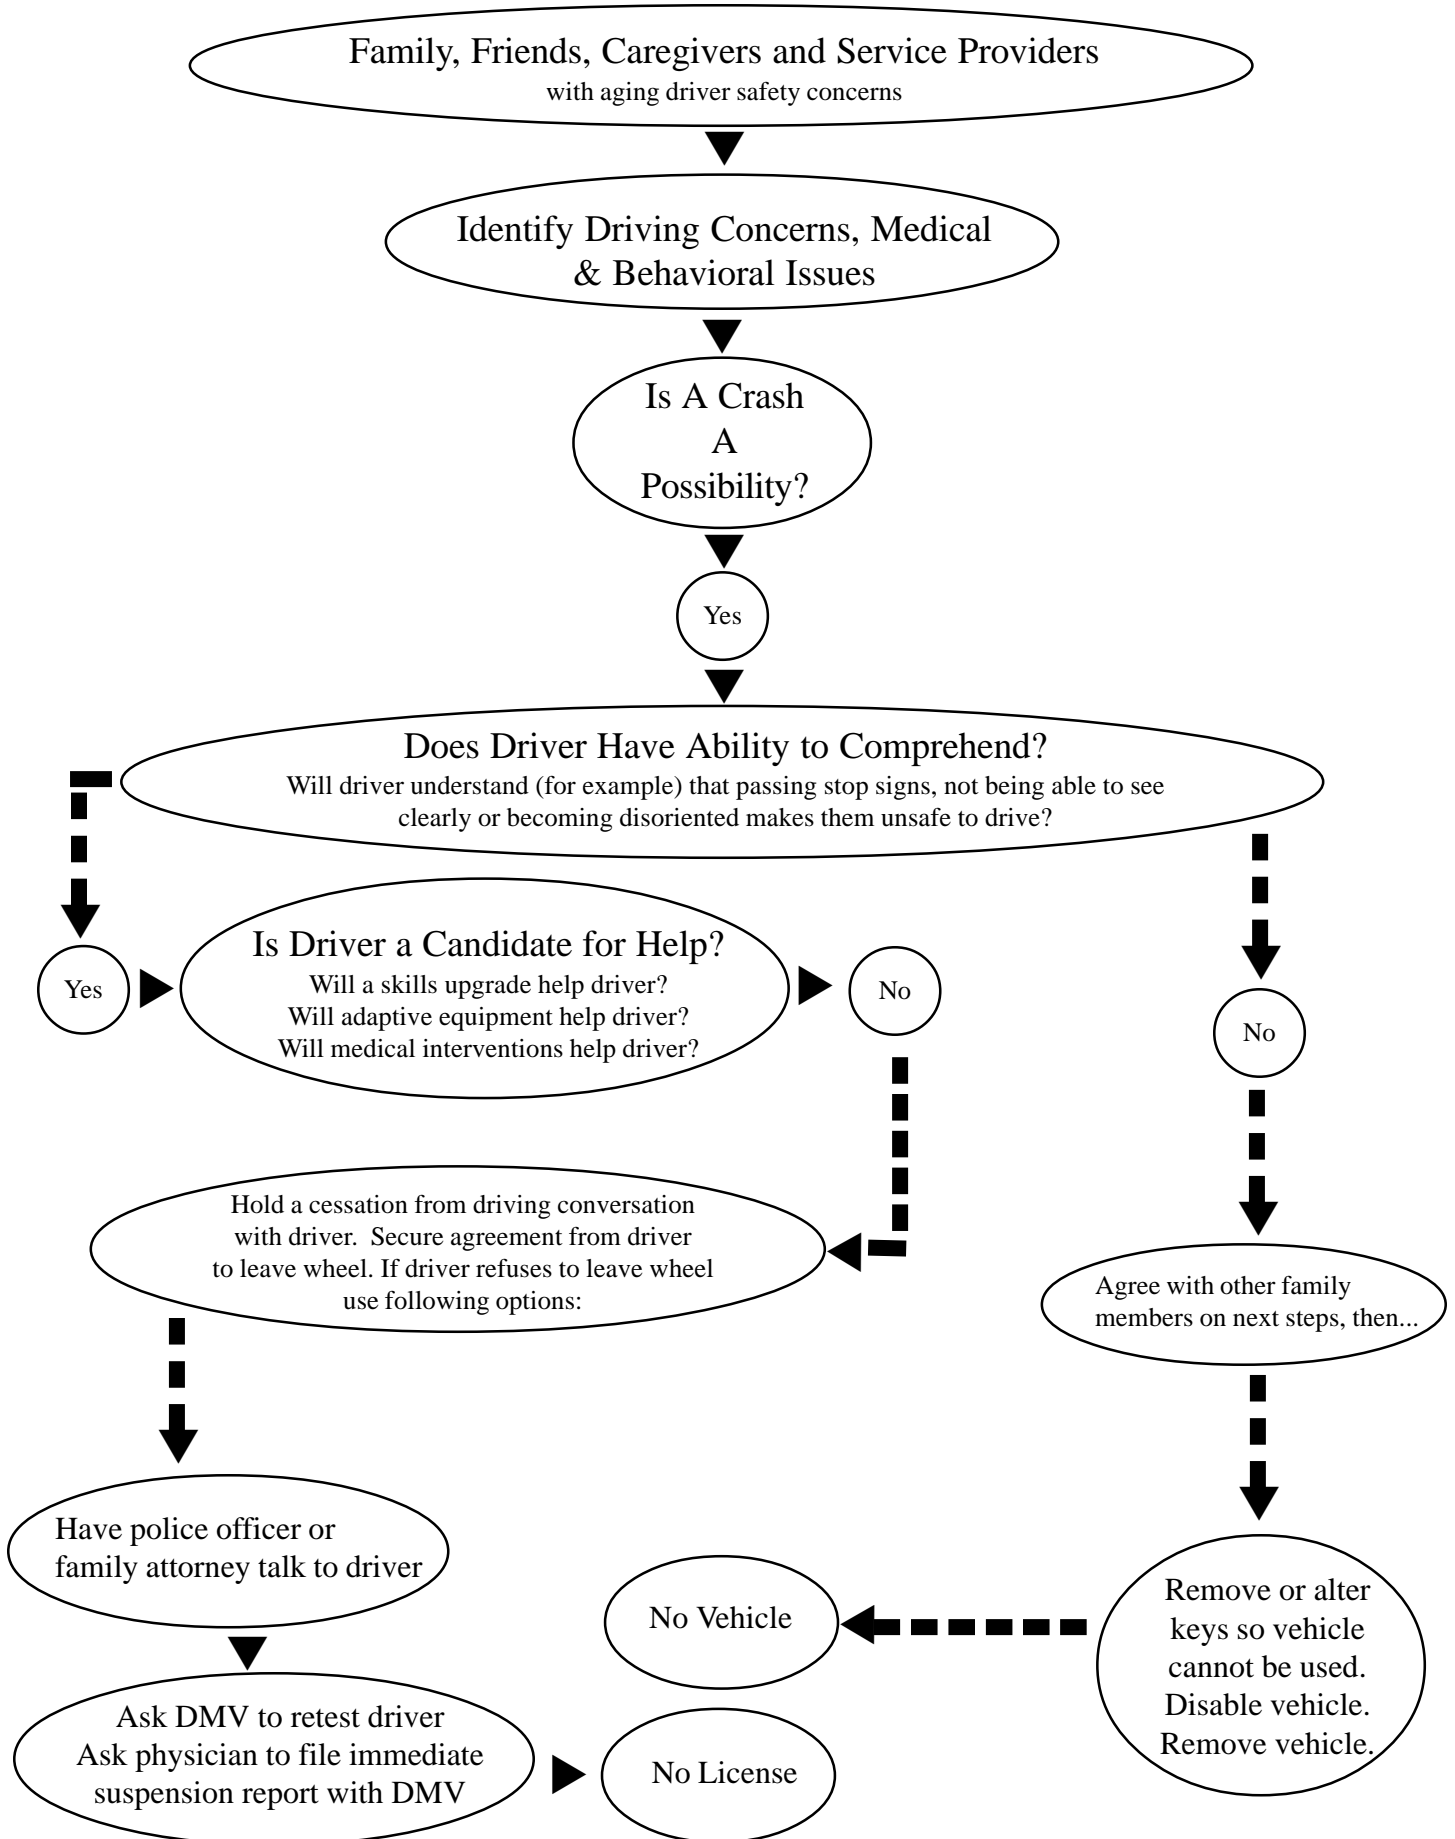 Family, Friends, Caregivers and Service Providers
with aging driver safety concerns
Identify Driving Concerns, Medical
& Behavioral Issues
Is A Crash
A
Possibility?
Yes
Does Driver Have Ability to Comprehend?
Will driver understand (for example) that passing stop signs, not being able to see
clearly or becoming disoriented makes them unsafe to drive?
Yes
Is Driver a Candidate for Help?
Will a skills upgrade help driver?
Will adaptive equipment help driver?
Will medical interventions help driver?
No
No
Hold a cessation from driving conversation
with driver.  Secure agreement from driver
to leave wheel. If driver refuses to leave wheel
use following options:
Agree with other family
members on next steps, then...
Have police officer or
family attorney talk to driver
No Vehicle
Remove or alter
keys so vehicle
cannot be used.
Disable vehicle.
Remove vehicle.
Ask DMV to retest driver
Ask physician to file immediate
suspension report with DMV
No License